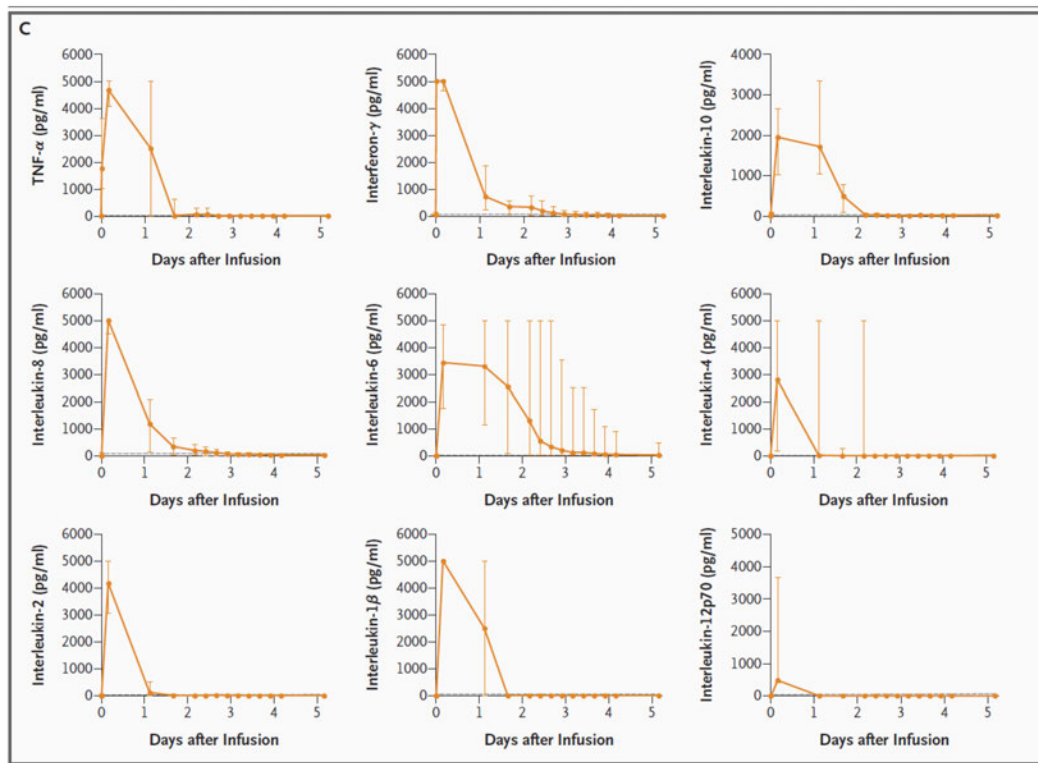 C
TNF-α (pg/ml)
6000
5000
4000
3000
2000
1000
0
0 1 2 3 4 5
Days after Infusion
Interferon-γ (pg/ml)
6000
5000
4000
3000
2000
1000
0
0 1 2 3 4 5
Days after Infusion
Interleukin-10 (pg/ml)
4000
3000
2000
1000
0
0 1 2 3 4 5
Days after Infusion
Interleukin-8 (pg/ml)
6000
5000
4000
3000
2000
1000
0
0 1 2 3 4 5
Days after Infusion
Interleukin-6 (pg/ml)
6000
5000
4000
3000
2000
1000
0
0 1 2 3 4 5
Days after Infusion
Interleukin-4 (pg/ml)
6000
5000
4000
3000
2000
1000
0
0 1 2 3 4 5
Days after Infusion
Interleukin-2 (pg/ml)
6000
5000
4000
3000
2000
1000
0
0 1 2 3 4 5
Days after Infusion
Interleukin-1β (pg/ml)
6000
5000
4000
3000
2000
1000
0
0 1 2 3 4 5
Days after Infusion
Interleukin-12p70 (pg/ml)
5000
4000
3000
2000
1000
0
0 1 2 3 4 5
Days after Infusion